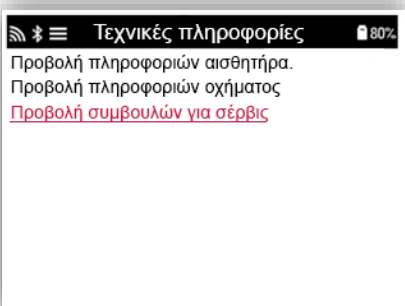 Τεχνικές πληροφορίες 80%
Προβολή πληροφοριών αισθητήρα.
Προβολή πληροφοριών οχήματος
Προβολή συμβουλών για σέρβις